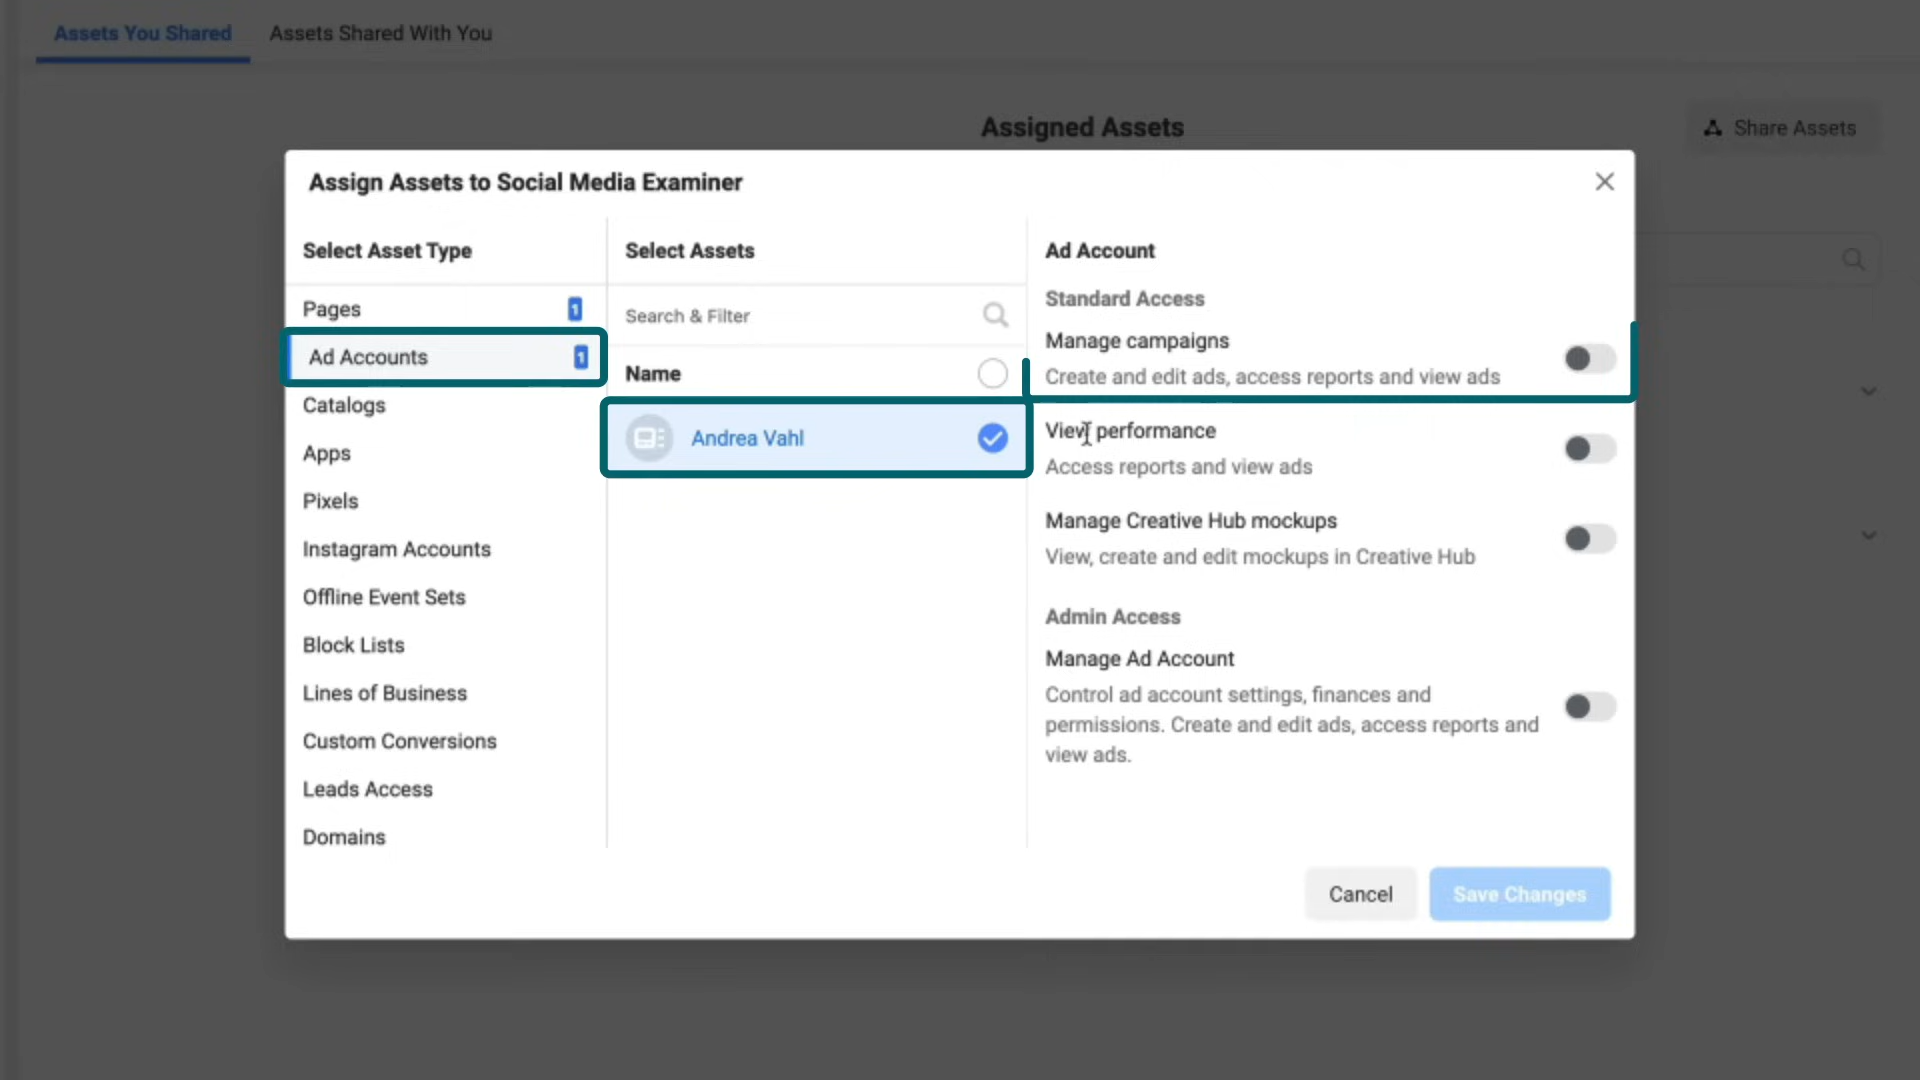 Assets You Shared
Assets Shared With You
Assigned Assets
Share Assets
Assign Assets to Social Media Examiner
Select Asset Type
Pages 1
Ad Accounts 1
Catalogs
Apps
Pixels
Instagram Accounts
Offline Event Sets
Block Lists
Lines of Business
Custom Conversions
Leads Access
Domains
Select Assets
Search & Filter
Name
Andrea Vahl
Ad Account
Standard Access
Manage campaigns
Create and edit ads, access reports and view ads
View performance
Access reports and view ads
Manage Creative Hub mockups
View, create and edit mockups in Creative Hub
Admin Access
Manage Ad Account
Control ad account settings, finances and
permissions. Create and edit ads, access reports and
view ads.
Cancel
Save Changes